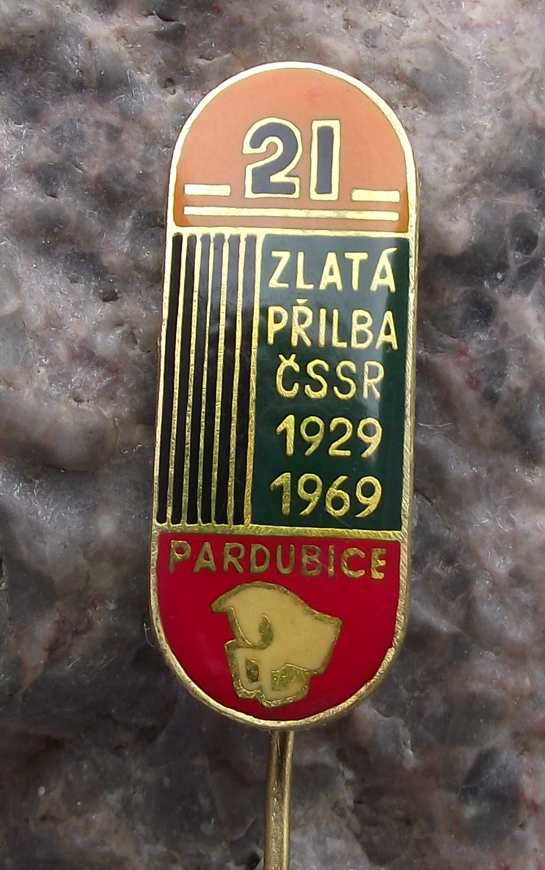 21
ZLATÁ
PŘILBA
ČSSR
1929
1969
PARDUBICE